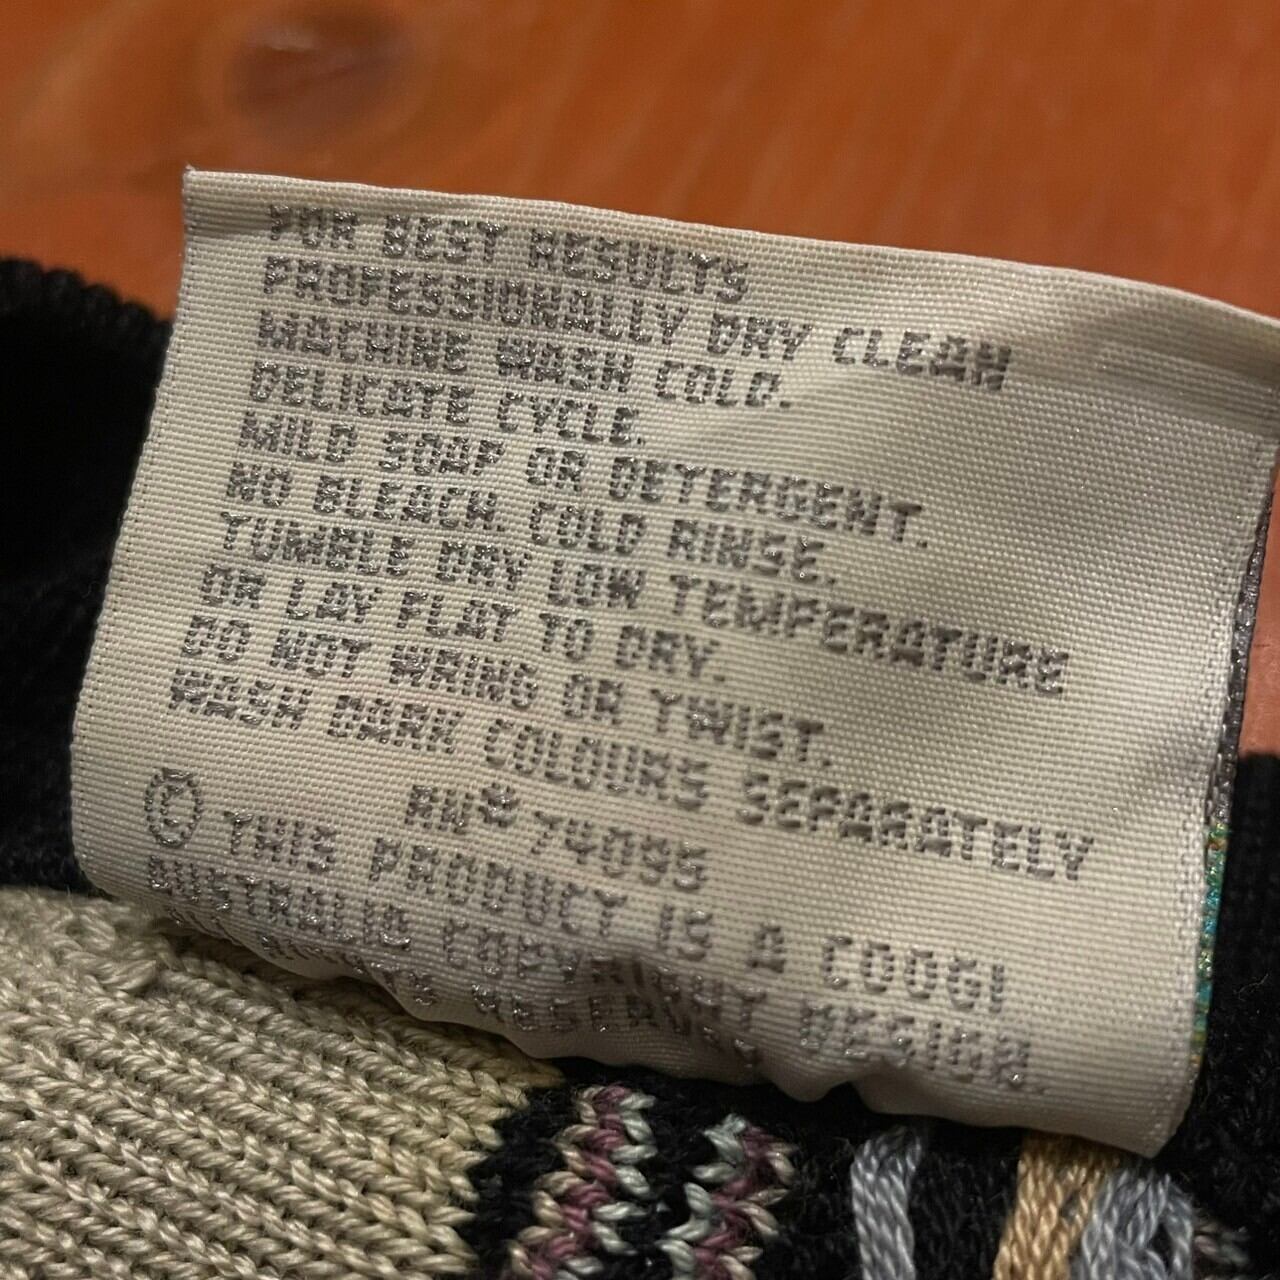 FOR BEST RESULTS
PROFESSIONALLY DRY CLEAN
MACHINE WASH COLD.
DELICATE CYCLE.
MILD SOAP OR DETERGENT.
NO BLEACH. COLD RINSE.
TUMBLE DRY LOW TEMPERATURE
OR LAY FLAT TO DRY.
DO NOT WRING OR TWIST.
WASH DARK COLOURS SEPARATELY
RN# 74095
© THIS PRODUCT IS A COOGI
AUSTRALIA COPYRIGHT DESIGN.
RIGHTS RESERVED